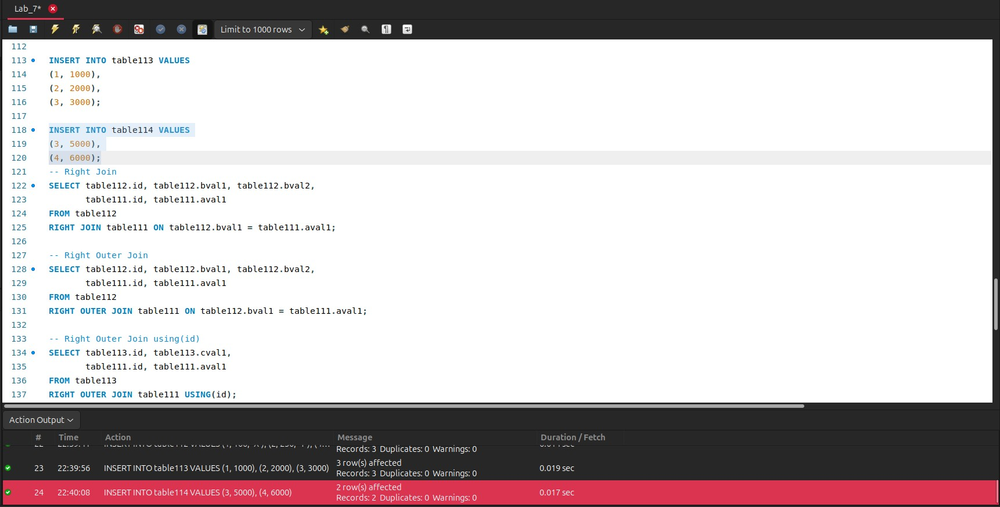 Lab_7*
Limit to 1000 rows
112
113 INSERT INTO table113 VALUES
114 (1, 1000),
115 (2, 2000),
116 (3, 3000);
117
118 INSERT INTO table114 VALUES
119 (3, 5000),
120 (4, 6000);
121 -- Right Join
122 SELECT table112.id, table112.bval1, table112.bval2,
123 table111.id, table111.aval1
124 FROM table112
125 RIGHT JOIN table111 ON table112.bval1 = table111.aval1;
126
127 -- Right Outer Join
128 SELECT table112.id, table112.bval1, table112.bval2,
129 table111.id, table111.aval1
130 FROM table112
131 RIGHT OUTER JOIN table111 ON table112.bval1 = table111.aval1;
132
133 -- Right Outer Join using(id)
134 SELECT table113.id, table113.cval1,
135 table111.id, table111.aval1
136 FROM table113
137 RIGHT OUTER JOIN table111 USING(id);
Action Output
# Time Action Message Duration / Fetch
Records: 3 Duplicates: 0 Warnings: 0
23 22:39:56 INSERT INTO table113 VALUES (1, 1000), (2, 2000), (3, 3000) 3 row(s) affected 0.019 sec
Records: 3 Duplicates: 0 Warnings: 0
24 22:40:08 INSERT INTO table114 VALUES (3, 5000), (4, 6000) 2 row(s) affected 0.017 sec
Records: 2 Duplicates: 0 Warnings: 0